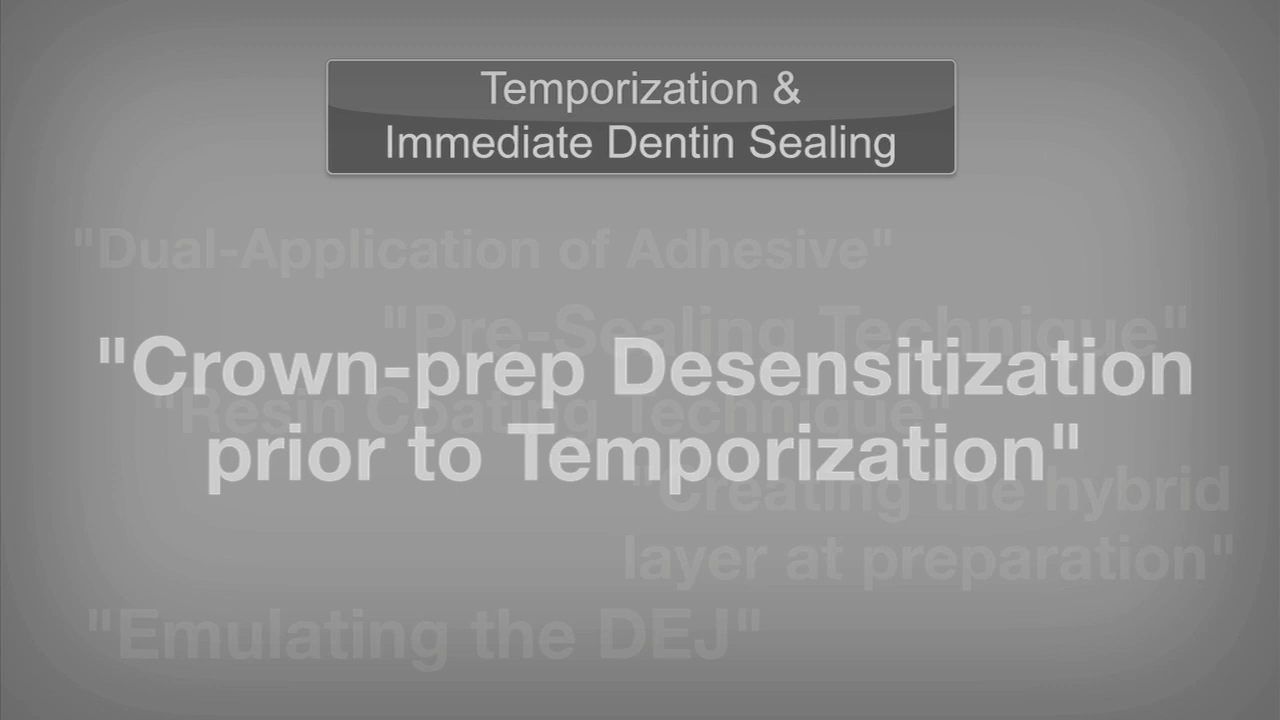 Temporization &
Immediate Dentin Sealing
"Dual-Application of Adhesive"
"Pre-Sealing Technique"
"Crown-prep Desensitization
"Resin Coating Technique"
prior to Temporization"
"Creating the hybrid
layer at preparation"
"Emulating the DEJ"